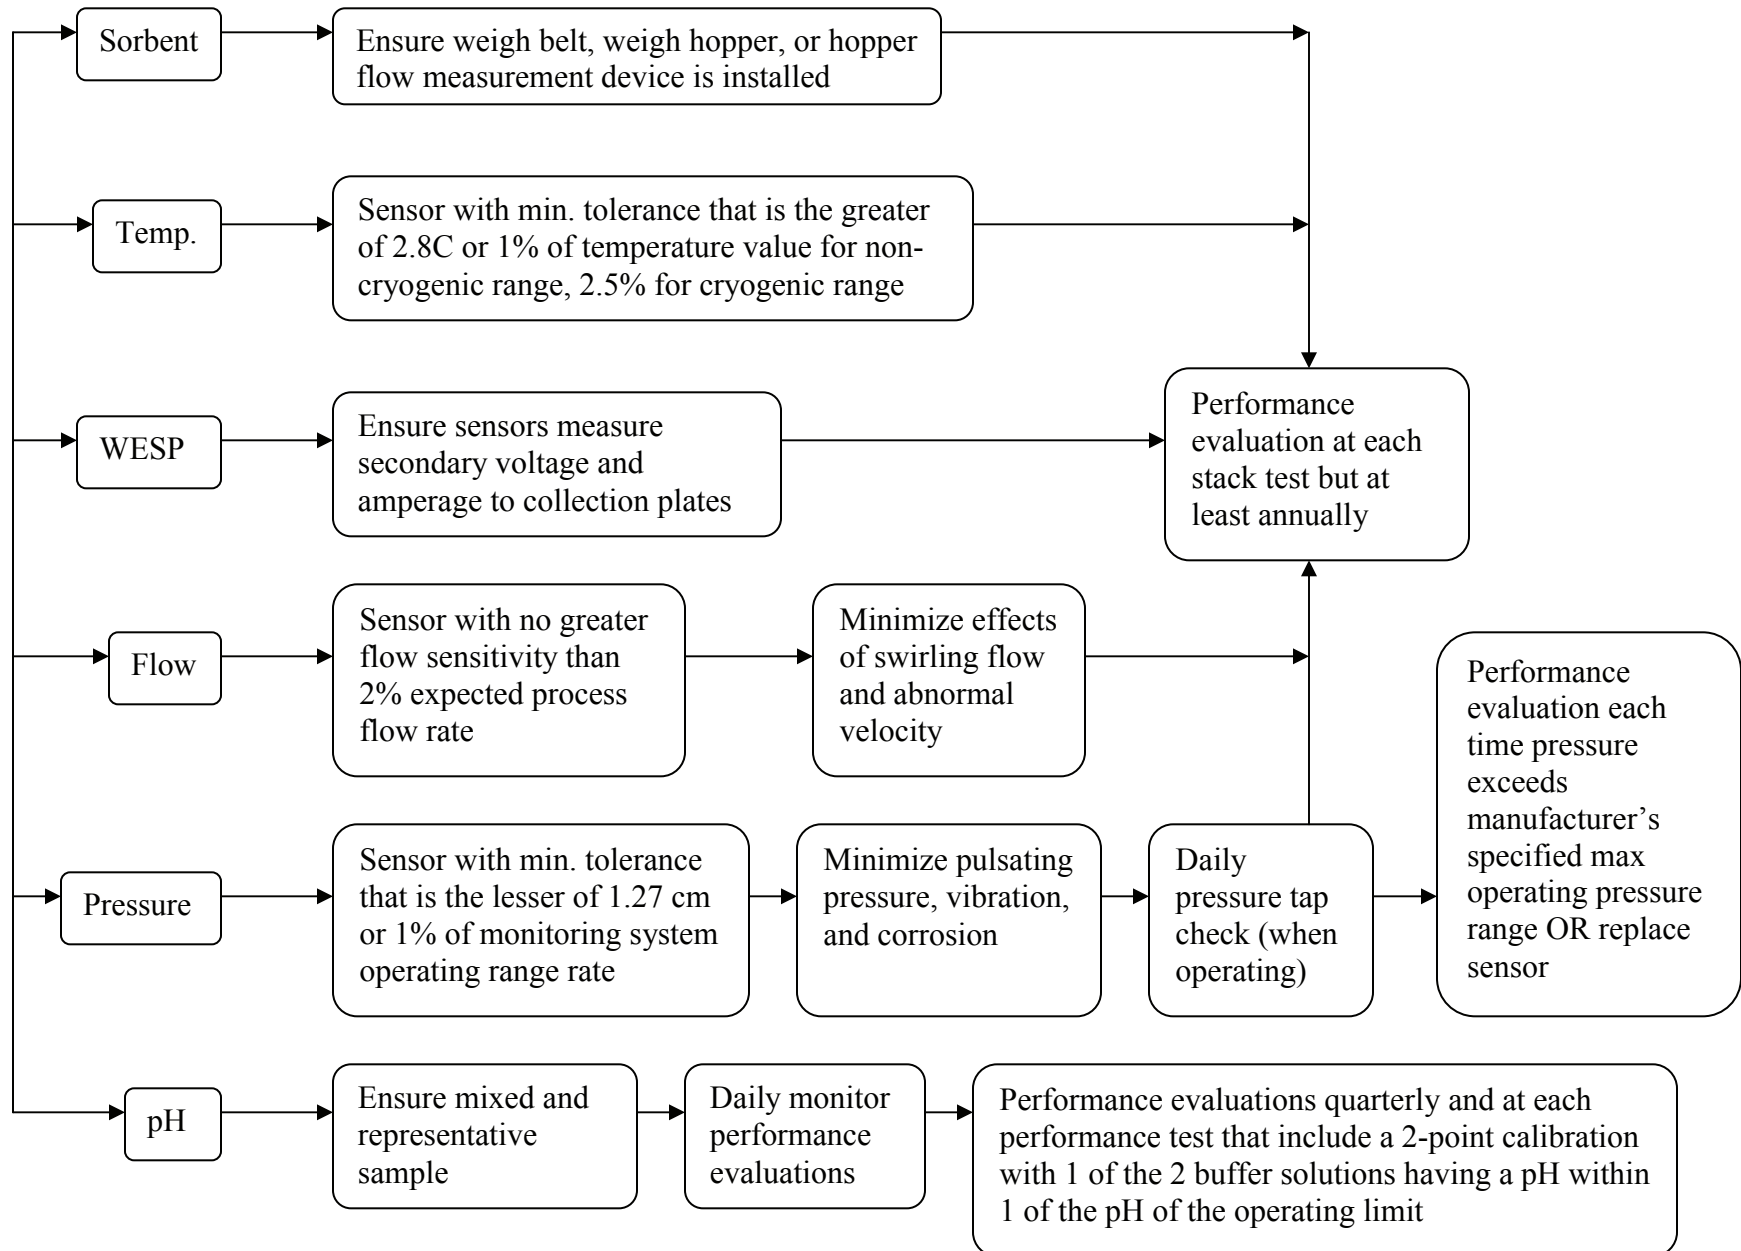 Sorbent
Ensure weigh belt, weigh hopper, or hopper
flow measurement device is installed
Temp.
Sensor with min. tolerance that is the greater
of 2.8C or 1% of temperature value for non-
cryogenic range, 2.5% for cryogenic range
WESP
Ensure sensors measure
secondary voltage and
amperage to collection plates
Performance
evaluation at each
stack test but at
least annually
Flow
Sensor with no greater
flow sensitivity than
2% expected process
flow rate
Minimize effects
of swirling flow
and abnormal
velocity
Pressure
Sensor with min. tolerance
that is the lesser of 1.27 cm
or 1% of monitoring system
operating range rate
Minimize pulsating
pressure, vibration,
and corrosion
Daily
pressure tap
check (when
operating)
Performance
evaluation each
time pressure
exceeds
manufacturer’s
specified max
operating pressure
range OR replace
sensor
pH
Ensure mixed and
representative
sample
Daily monitor
performance
evaluations
Performance evaluations quarterly and at each
performance test that include a 2-point calibration
with 1 of the 2 buffer solutions having a pH within
1 of the pH of the operating limit